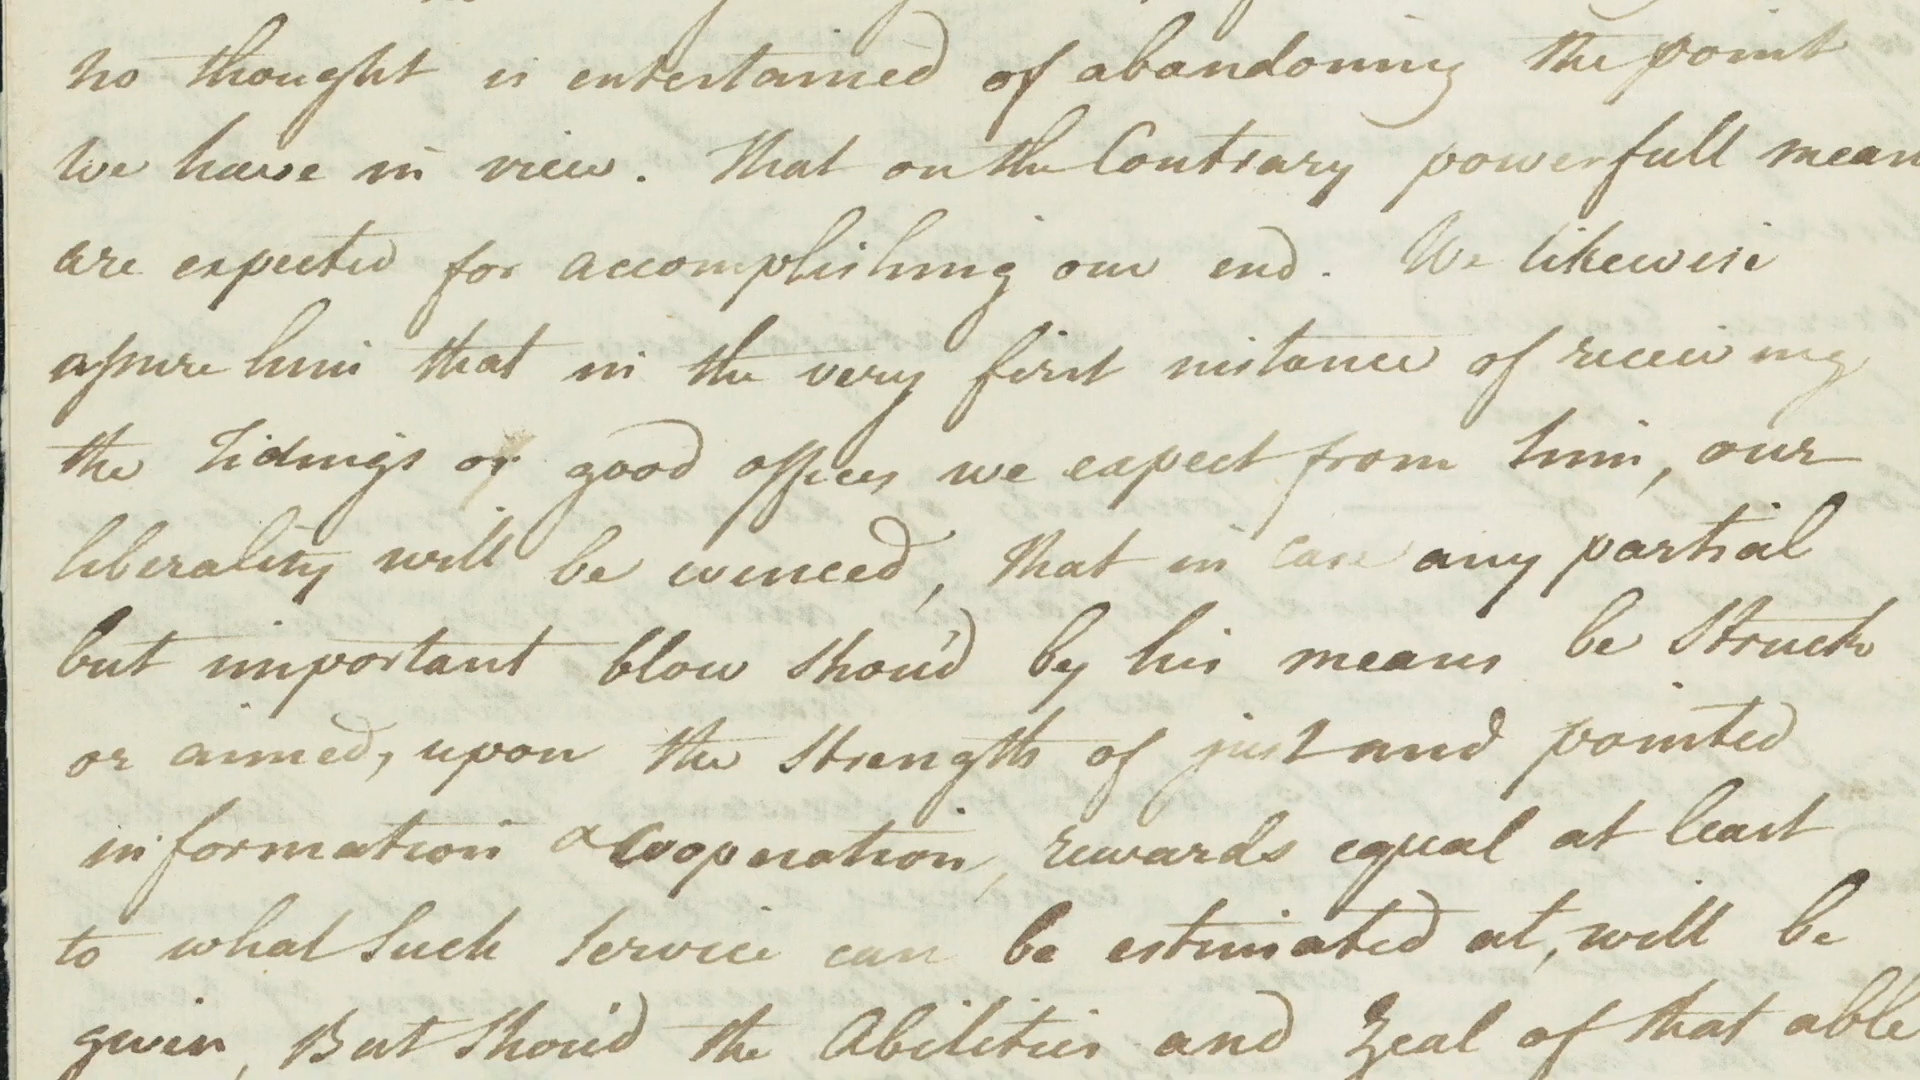 no thought is entertained of abandoning the point
we have in view. That on the Contrary powerfull mean
are expected for accomplishing our end. We likewise
assure him that in the very first instance of receiving
the Tidings or good offices we expect from him, our
liberality will be evinced, that in case any partial
but important blow shou'd by his means be Struck
or aimed, upon the Strength of just and pointed
information & Cooperation, rewards equal at least
to what Such Service can be estimated at, will be
given, But Shou'd the Abilities and Zeal of that able